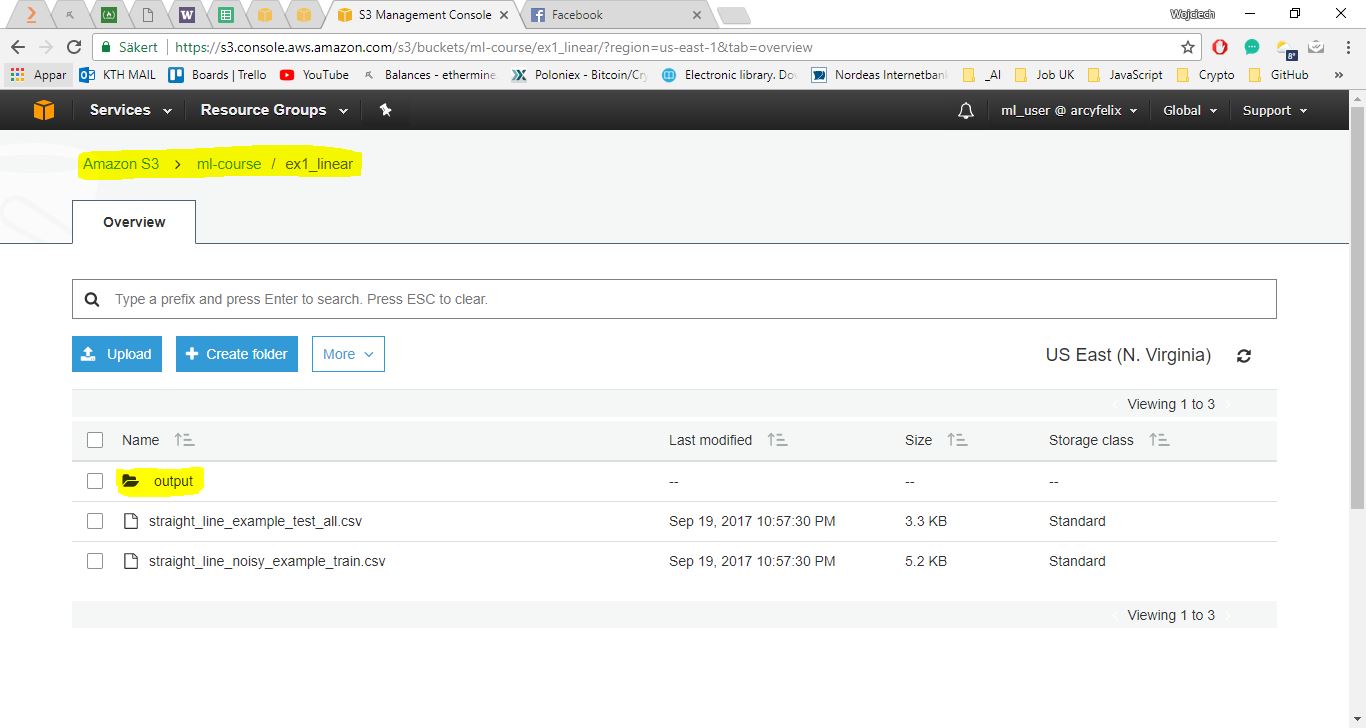 S3 Management Console Facebook Wojciech
Säkert https://s3.console.aws.amazon.com/s3/buckets/ml-course/ex1_linear/?region=us-east-1&tab=overview
8°
Appar KTH MAIL Boards | Trello YouTube Balances - ethermine Poloniex - Bitcoin/Cry Electronic library. Do Nordeas Internetban _AI Job UK JavaScript Crypto GitHub »
Services Resource Groups ml_user @ arcyfelix Global Support
Amazon S3 > ml-course / ex1_linear
Overview
Type a prefix and press Enter to search. Press ESC to clear.
Upload + Create folder More US East (N. Virginia)
Viewing 1 to 3
Name Last modified Size Storage class
output -- -- --
straight_line_example_test_all.csv Sep 19, 2017 10:57:30 PM 3.3 KB Standard
straight_line_noisy_example_train.csv Sep 19, 2017 10:57:30 PM 5.2 KB Standard
Viewing 1 to 3